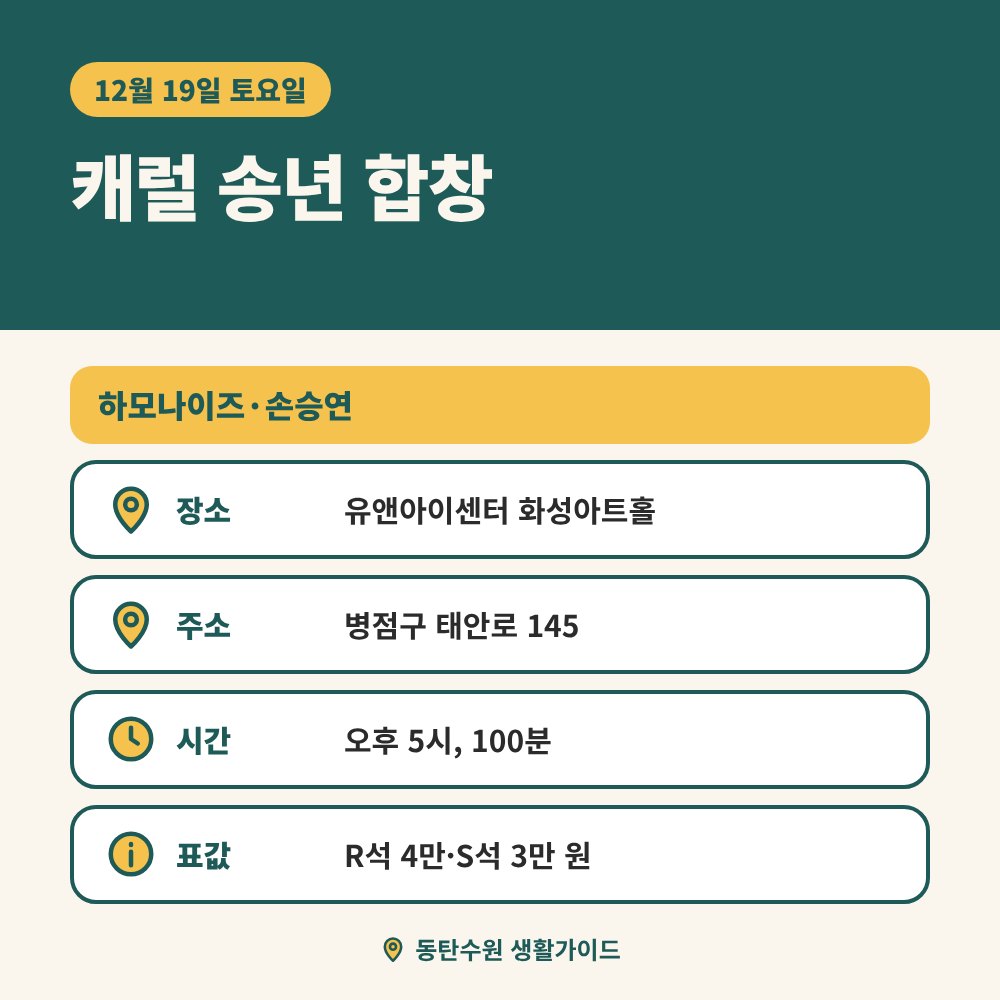 12월 19일 토요일
캐럴 송년 합창
하모나이즈·손승연
장소 유앤아이센터 화성아트홀
주소 병점구 태안로 145
시간 오후 5시, 100분
표값 R석 4만·S석 3만 원
동탄수원 생활가이드